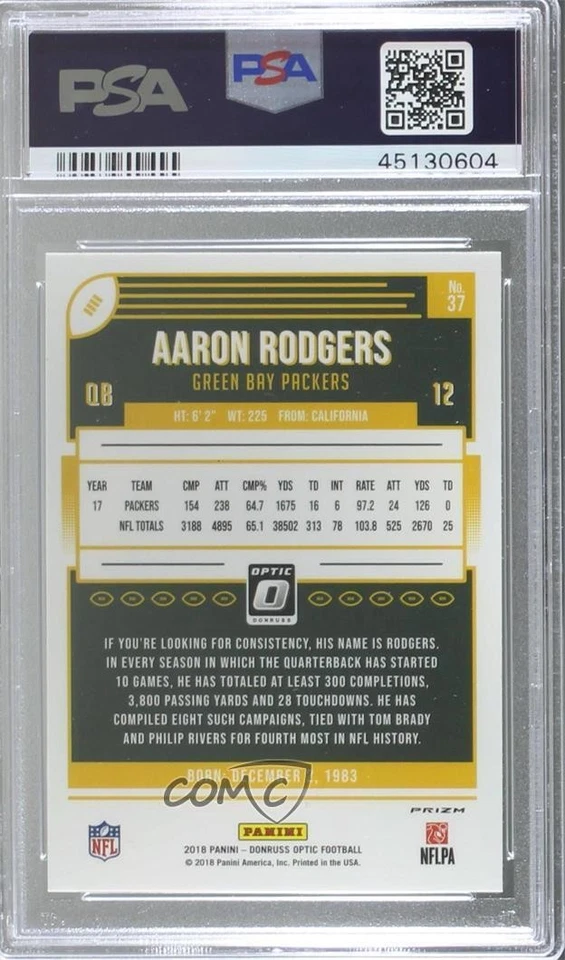 PSA
PSA
45130604
No.
37
AARON RODGERS
GREEN BAY PACKERS
QB
12
HT: 6' 2" WT: 225 FROM: CALIFORNIA
YEAR TEAM CMP ATT CMP% YDS TD INT RATE ATT YDS TD
17 PACKERS 154 238 64.7 1675 16 6 97.2 24 126 0
NFL TOTALS 3188 4895 65.1 38502 313 78 103.8 525 2670 25
OPTIC
O
DONRUSS
IF YOU'RE LOOKING FOR CONSISTENCY, HIS NAME IS RODGERS.
IN EVERY SEASON IN WHICH THE QUARTERBACK HAS STARTED
10 GAMES, HE HAS TOTALED AT LEAST 300 COMPLETIONS,
3,800 PASSING YARDS AND 28 TOUCHDOWNS. HE HAS
COMPILED EIGHT SUCH CAMPAIGNS, TIED WITH TOM BRADY
AND PHILIP RIVERS FOR FOURTH MOST IN NFL HISTORY.
BORN: DECEMBER 2, 1983
COMC
PRIZM
NFL
PANINI
NFLPA
2018 PANINI – DONRUSS OPTIC FOOTBALL
© 2018 Panini America, Inc. Printed in the USA.